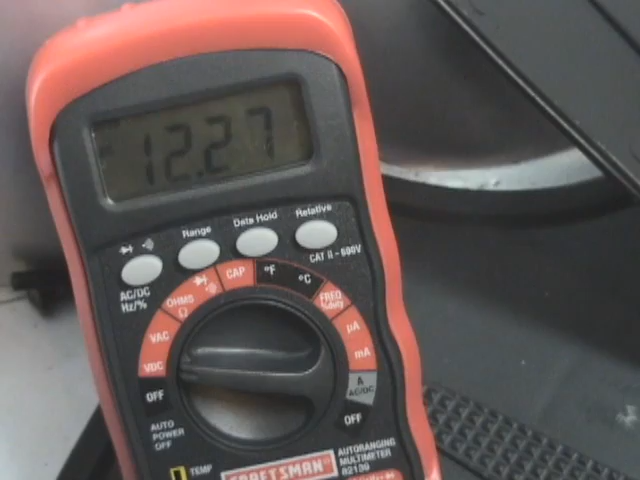 12.27
Range
Data Hold
Relative
AC/DC
Hz/%
CAT II - 600V
OHMS
Ω
CAP
°F
°C
FREQ
Duty
VAC
VDC
OFF
µA
mA
A
AC/DC
OFF
AUTO
POWER
OFF
TEMP
CRAFTSMAN
AUTORANGING
MULTIMETER
82139